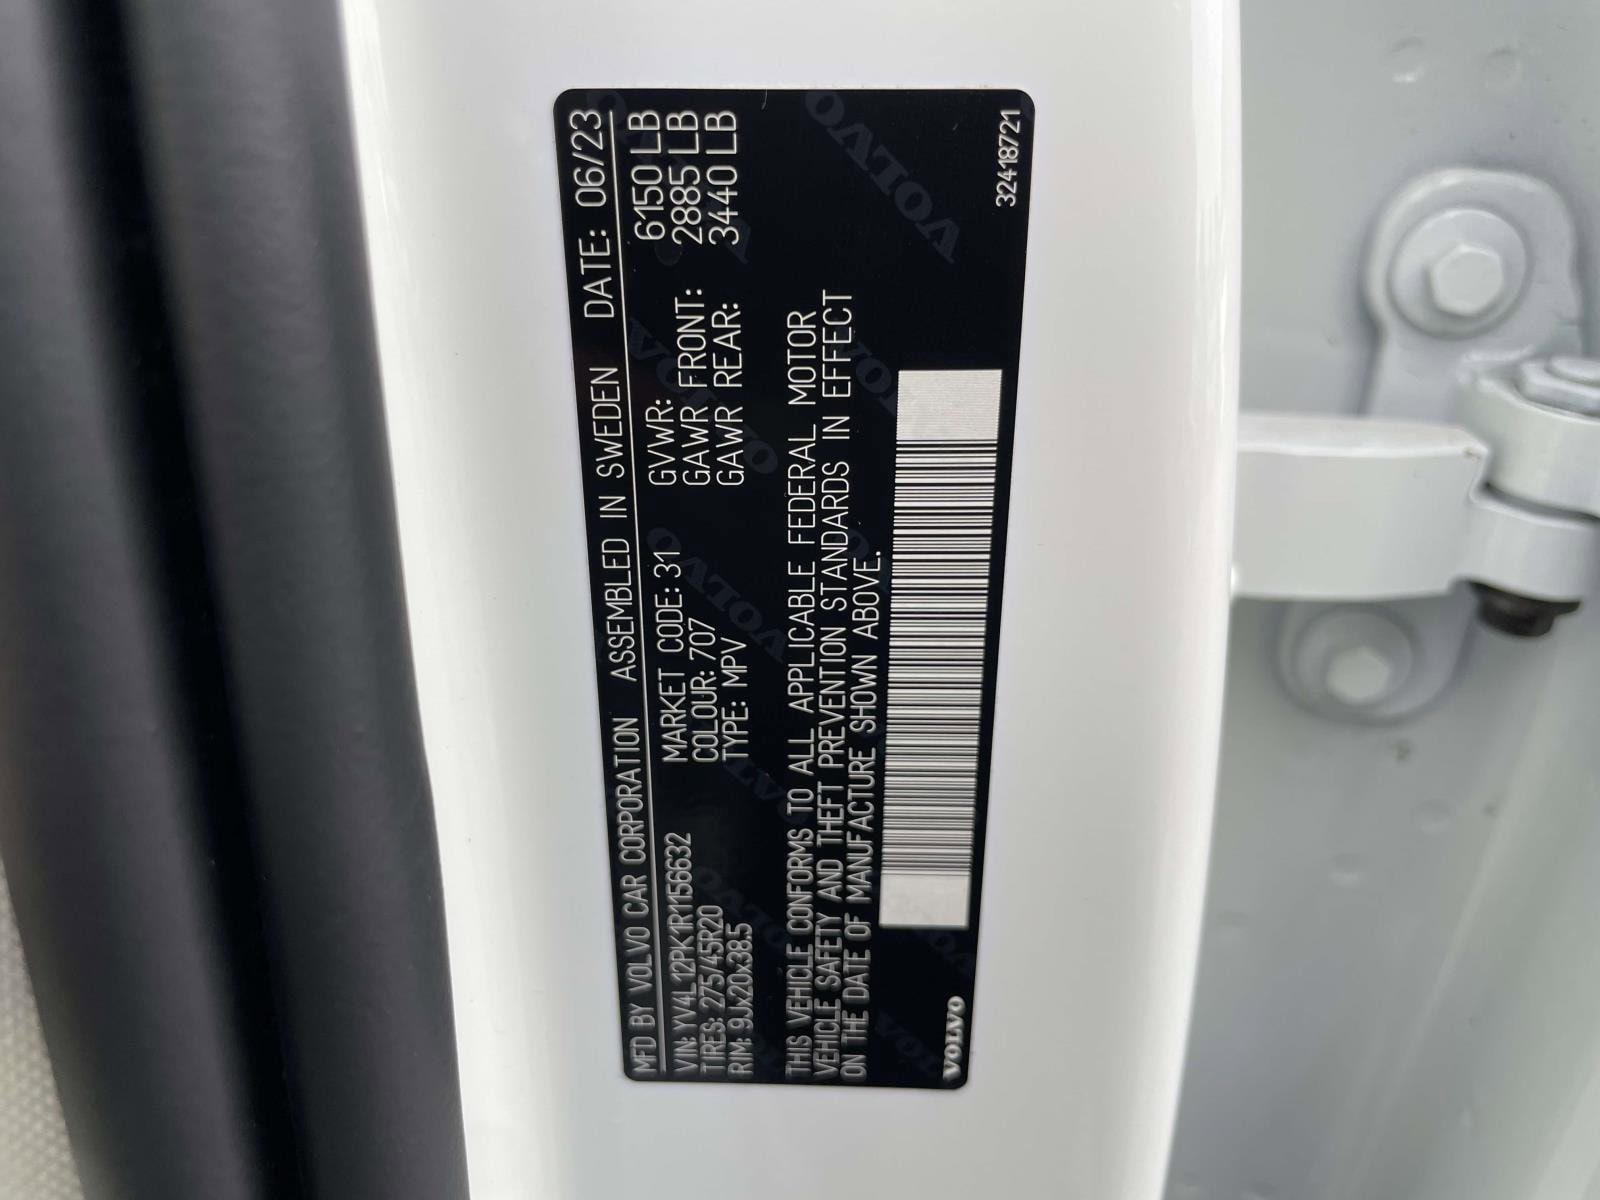 MFD BY VOLVO CAR CORPORATION ASSEMBLED IN SWEDEN DATE: 06/23
VIN: YV4L12PK1R1156632 MARKET CODE: 31 GVWR: 6150 LB
TIRES: 275/45R20 COLOUR: 707 GAWR FRONT: 2885 LB
RIM: 9Jx20x38.5 TYPE: MPV GAWR REAR: 3440 LB
THIS VEHICLE CONFORMS TO ALL APPLICABLE FEDERAL MOTOR
VEHICLE SAFETY AND THEFT PREVENTION STANDARDS IN EFFECT
ON THE DATE OF MANUFACTURE SHOWN ABOVE.
VOLVO 32418721